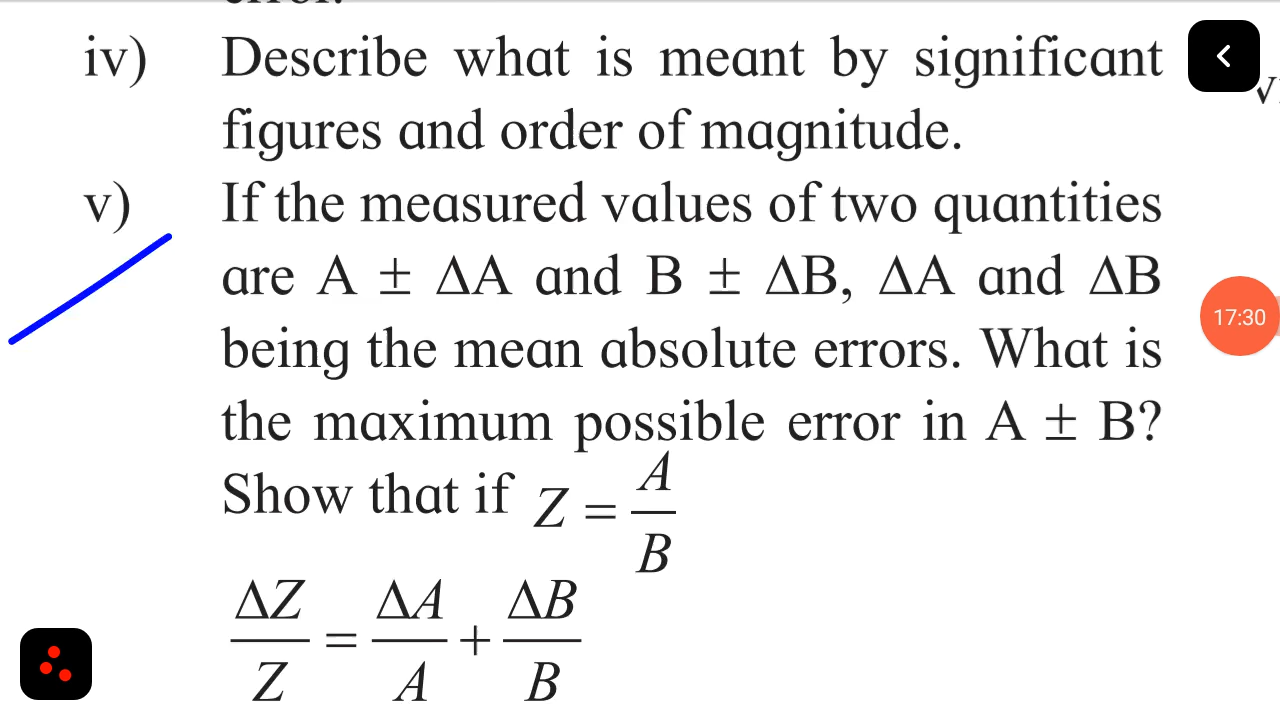 iv) Describe what is meant by significant
figures and order of magnitude.
v) If the measured values of two quantities
are A ± ΔA and B ± ΔB, ΔA and ΔB
being the mean absolute errors. What is
the maximum possible error in A ± B?
Show that if Z = A/B
ΔZ/Z = ΔA/A + ΔB/B
17:30